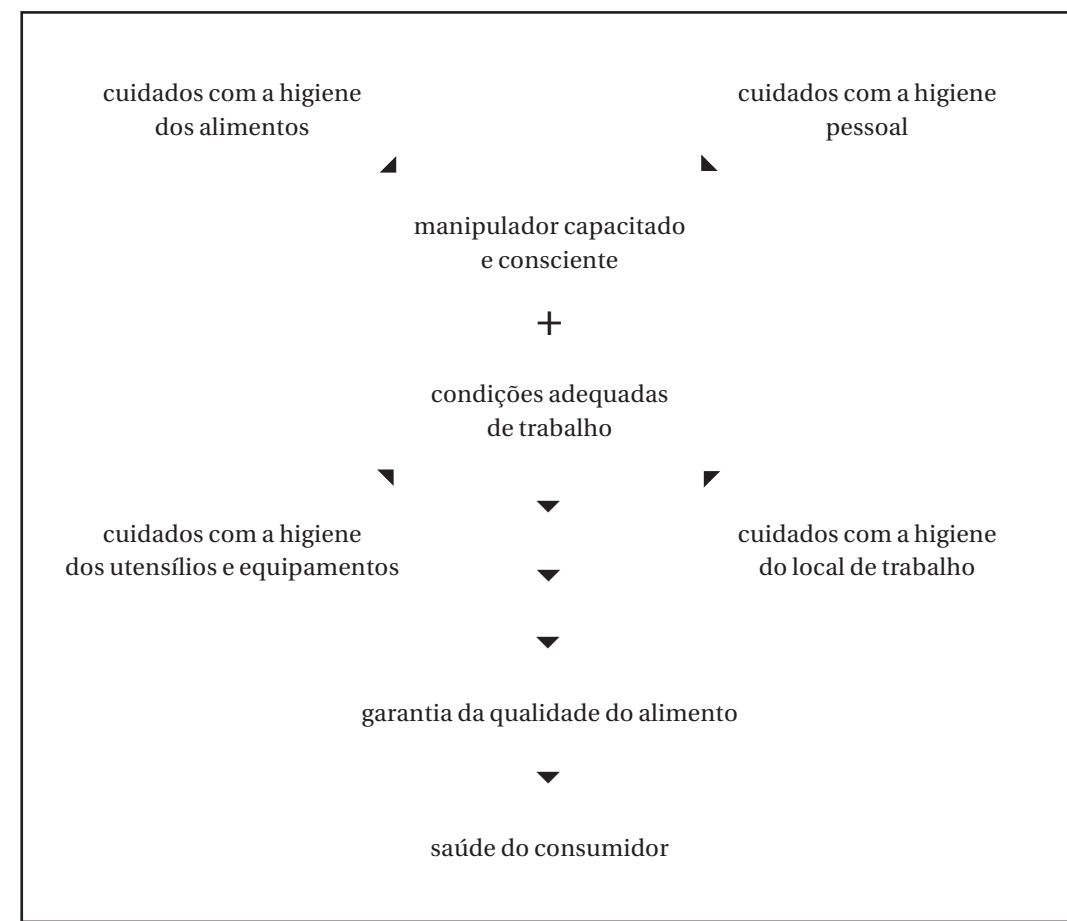 cuidados com a higiene
dos alimentos
cuidados com a higiene
pessoal
manipulador capacitado
e consciente
+
condições adequadas
de trabalho
cuidados com a higiene
dos utensílios e equipamentos
cuidados com a higiene
do local de trabalho
garantia da qualidade do alimento
saúde do consumidor